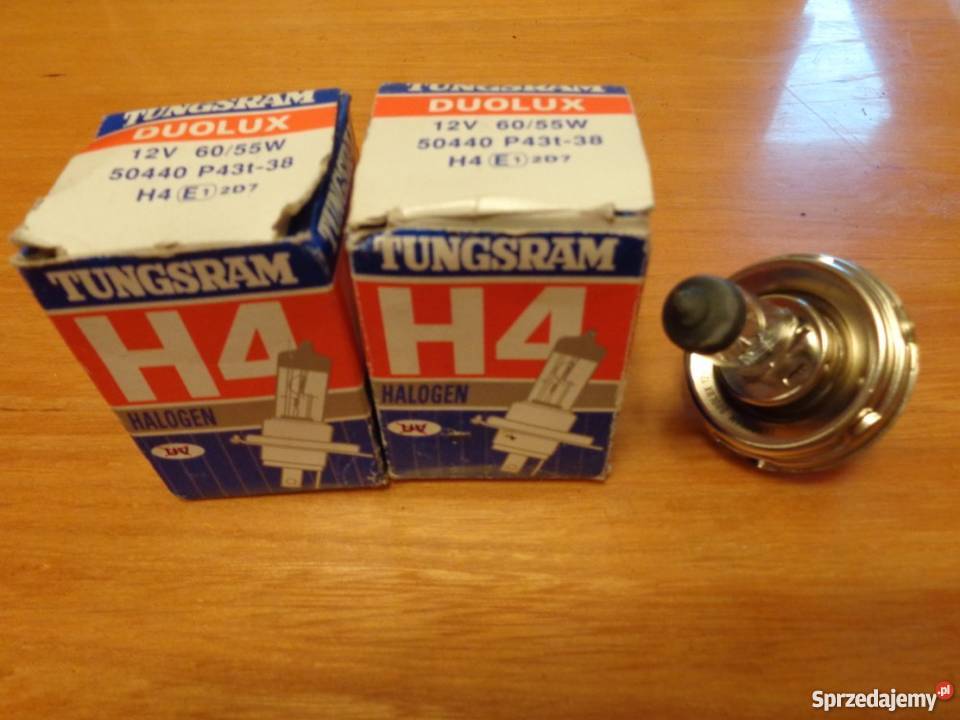 TUNGSRAM
DUOLUX
12V 60/55W
50440 P43t-38
H4 E1 2D7
TUNGSRAM
H4
HALOGEN
TUNGSRAM
DUOLUX
12V 60/55W
50440 P43t-38
H4 E1 2D7
TUNGSRAM
H4
HALOGEN
Sprzedajemy.pl